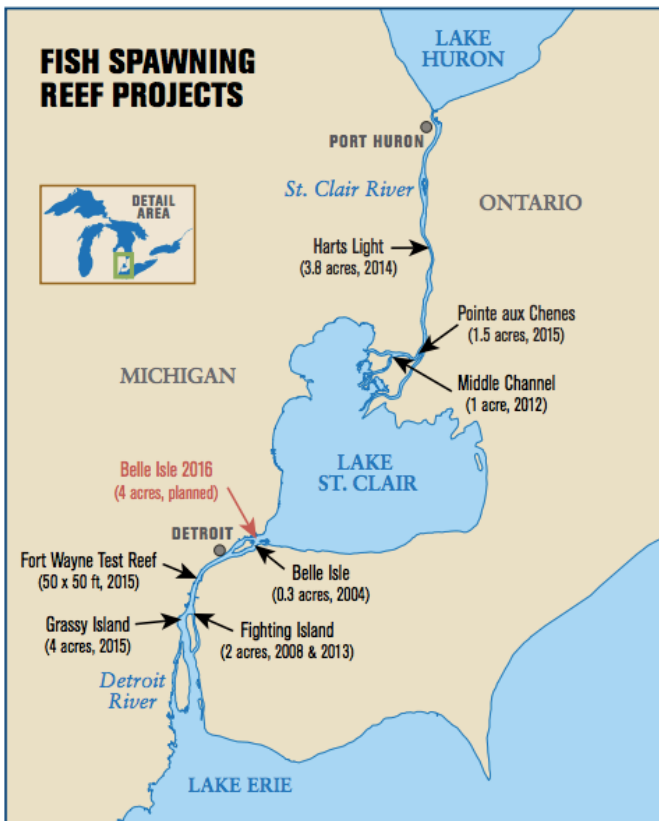 FISH SPAWNING
REEF PROJECTS
LAKE
HURON
PORT HURON
St. Clair River
ONTARIO
DETAIL
AREA
Harts Light
(3.8 acres, 2014)
Pointe aux Chenes
(1.5 acres, 2015)
MICHIGAN
Middle Channel
(1 acre, 2012)
LAKE
ST. CLAIR
Belle Isle 2016
(4 acres, planned)
DETROIT
Fort Wayne Test Reef
(50 x 50 ft, 2015)
Belle Isle
(0.3 acres, 2004)
Grassy Island
(4 acres, 2015)
Fighting Island
(2 acres, 2008 & 2013)
Detroit
River
LAKE ERIE